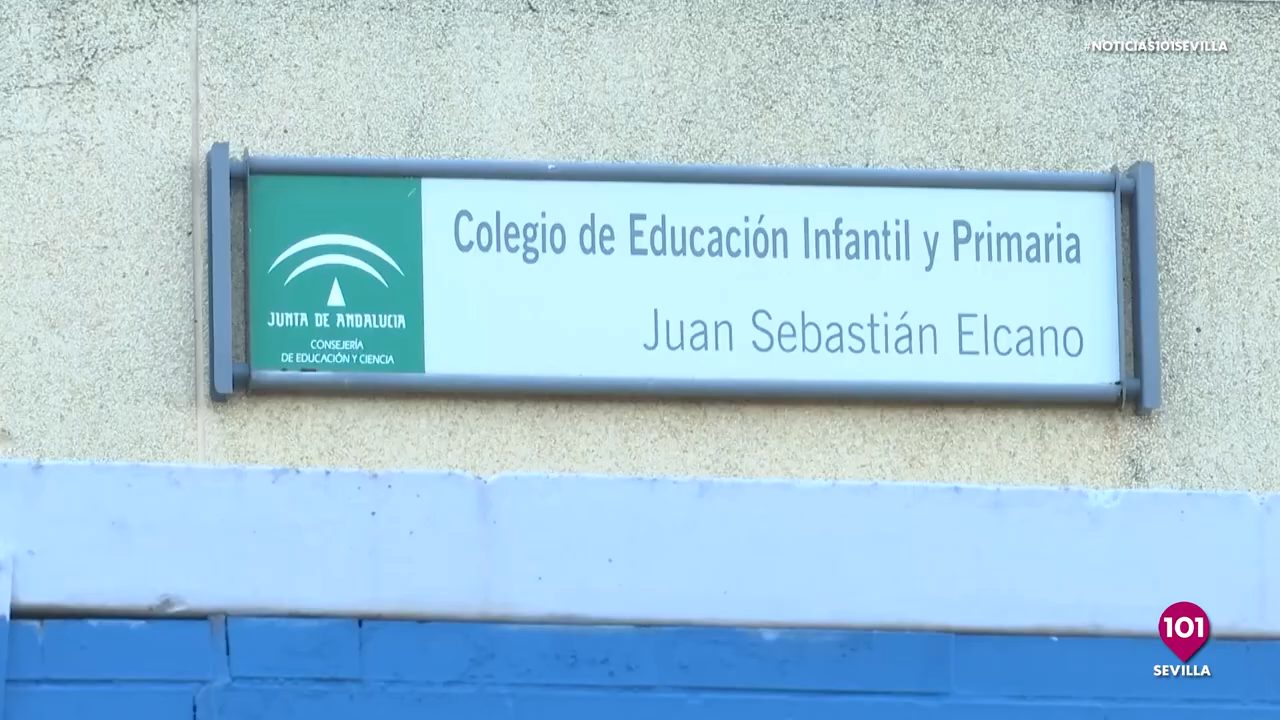 #NOTICIAS101SEVILLA
Colegio de Educación Infantil y Primaria
Juan Sebastián Elcano
JUNTA DE ANDALUCIA
CONSEJERÍA
DE EDUCACIÓN Y CIENCIA
101
SEVILLA